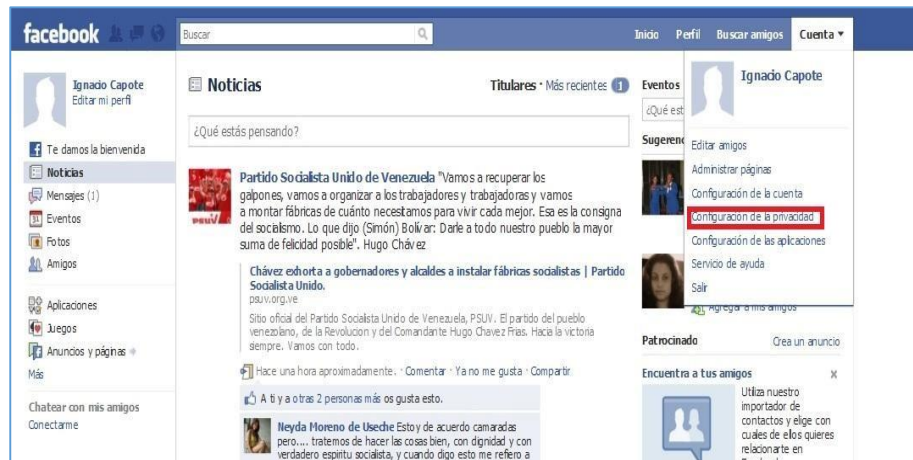 facebook
Buscar
Inicio Perfil Buscar amigos Cuenta
Ignacio Capote
Editar mi perfil
Te damos la bienvenida
Noticias
Mensajes (1)
Eventos
Fotos
Amigos
Aplicaciones
Juegos
Anuncios y páginas
Más
Chatear con mis amigos
Conectarme
Noticias
Titulares · Más recientes 1
¿Qué estás pensando?
PSUV
Partido Socialista Unido de Venezuela "Vamos a recuperar los
galpones, vamos a organizar a los trabajadores y trabajadoras y vamos
a montar fábricas de cuánto necestamos para vivir cada mejor. Esa es la consigna
del socialismo. Lo que dijo (Simón) Bolívar: Darle a todo nuestro pueblo la mayor
suma de felicidad posible". Hugo Chávez
Chávez exhorta a gobernadores y alcaldes a instalar fábricas socialistas | Partido
Socialista Unido.
psuv.org.ve
Sitio oficial del Partido Socialista Unido de Venezuela, PSUV. El partido del pueblo
venezolano, de la Revolucion y del Comandante Hugo Chavez Frias. Hacia la victoria
siempre. Vamos con todo.
Hace una hora aproximadamente. · Comentar · Ya no me gusta · Compartir
A ti y a otras 2 personas más os gusta esto.
Neyda Moreno de Useche Estoy de acuerdo camaradas
pero.... tratemos de hacer las cosas bien, con dignidad y con
verdadero espiritu socialista, y cuando digo esto me refiero a
Eventos
¿Qué est
Sugeren
Ignacio Capote
Editar amigos
Administrar páginas
Configuración de la cuenta
Configuración de la privacidad
Configuración de las aplicaciones
Servicio de ayuda
Salir
Agregar a mis amigos
Patrocinado Crea un anuncio
Encuentra a tus amigos x
Utiliza nuestro
importador de
contactos y elige con
cuales de ellos quieres
relacionarte en